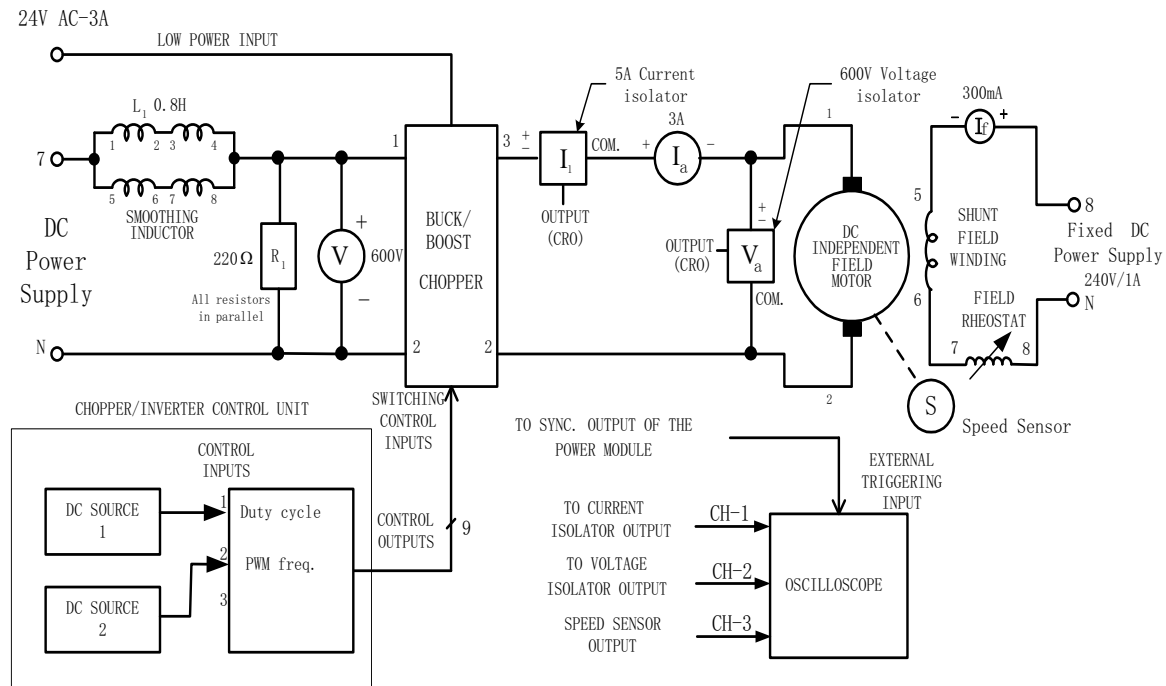 24V AC-3A
LOW POWER INPUT
L1 0.8H
1 2 3 4
7
5 6 7 8
SMOOTHING
INDUCTOR
DC
Power
Supply
N
220Ω
R1
All resistors
in parallel
+
V
600V
−
1
2
BUCK/
BOOST
CHOPPER
3
2
+
−
I1
COM.
OUTPUT
(CRO)
5A Current
isolator
3A
+
Ia
−
600V Voltage
isolator
+
−
OUTPUT
(CRO)
Va
COM.
1
DC
INDEPENDENT
FIELD
MOTOR
2
300mA
-
If
+
5
SHUNT
FIELD
WINDING
6
8
Fixed DC
Power Supply
240V/1A
N
FIELD
RHEOSTAT
7
8
S
Speed Sensor
CHOPPER/INVERTER CONTROL UNIT
SWITCHING
CONTROL
INPUTS
CONTROL
INPUTS
DC SOURCE
1
1
Duty cycle
2
PWM freq.
3
DC SOURCE
2
CONTROL
OUTPUTS
9
TO SYNC. OUTPUT OF THE
POWER MODULE
EXTERNAL
TRIGGERING
INPUT
TO CURRENT
ISOLATOR OUTPUT
CH-1
TO VOLTAGE
ISOLATOR OUTPUT
CH-2
SPEED SENSOR
OUTPUT
CH-3
OSCILLOSCOPE